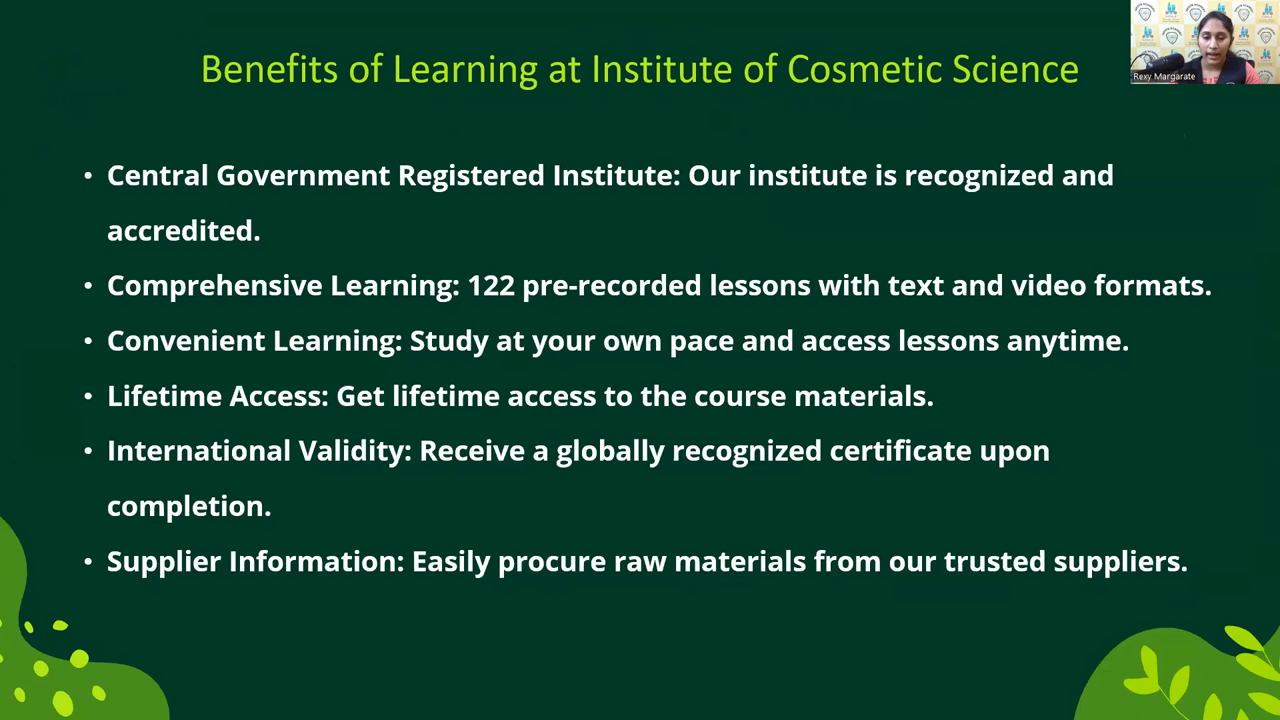 Benefits of Learning at Institute of Cosmetic Science
Rexy Margarate
• Central Government Registered Institute: Our institute is recognized and
accredited.
• Comprehensive Learning: 122 pre-recorded lessons with text and video formats.
• Convenient Learning: Study at your own pace and access lessons anytime.
• Lifetime Access: Get lifetime access to the course materials.
• International Validity: Receive a globally recognized certificate upon
completion.
• Supplier Information: Easily procure raw materials from our trusted suppliers.